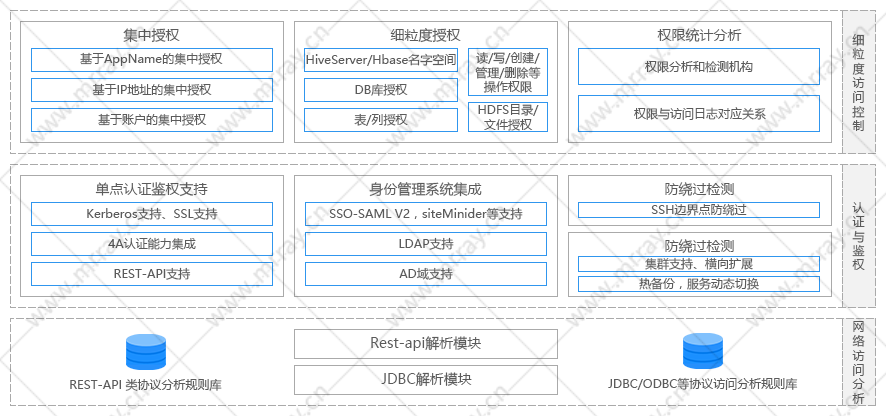 集中授权
基于AppName的集中授权
基于IP地址的集中授权
基于账户的集中授权
细粒度授权
HiveServer/Hbase名字空间
DB库授权
表/列授权
读/写/创建/
管理/删除等
操作权限
HDFS目录/
文件授权
权限统计分析
权限分析和检测机构
权限与访问日志对应关系
细粒度访问控制
单点认证鉴权支持
Kerberos支持、SSL支持
4A认证能力集成
REST-API支持
身份管理系统集成
SSO-SAML V2，siteMinider等支持
LDAP支持
AD域支持
防绕过检测
SSH边界点防绕过
防绕过检测
集群支持、横向扩展
热备份，服务动态切换
认证与鉴权
REST-API 类协议分析规则库
Rest-api解析模块
JDBC解析模块
JDBC/ODBC等协议访问分析规则库
网络访问分析
www.mrray.cn